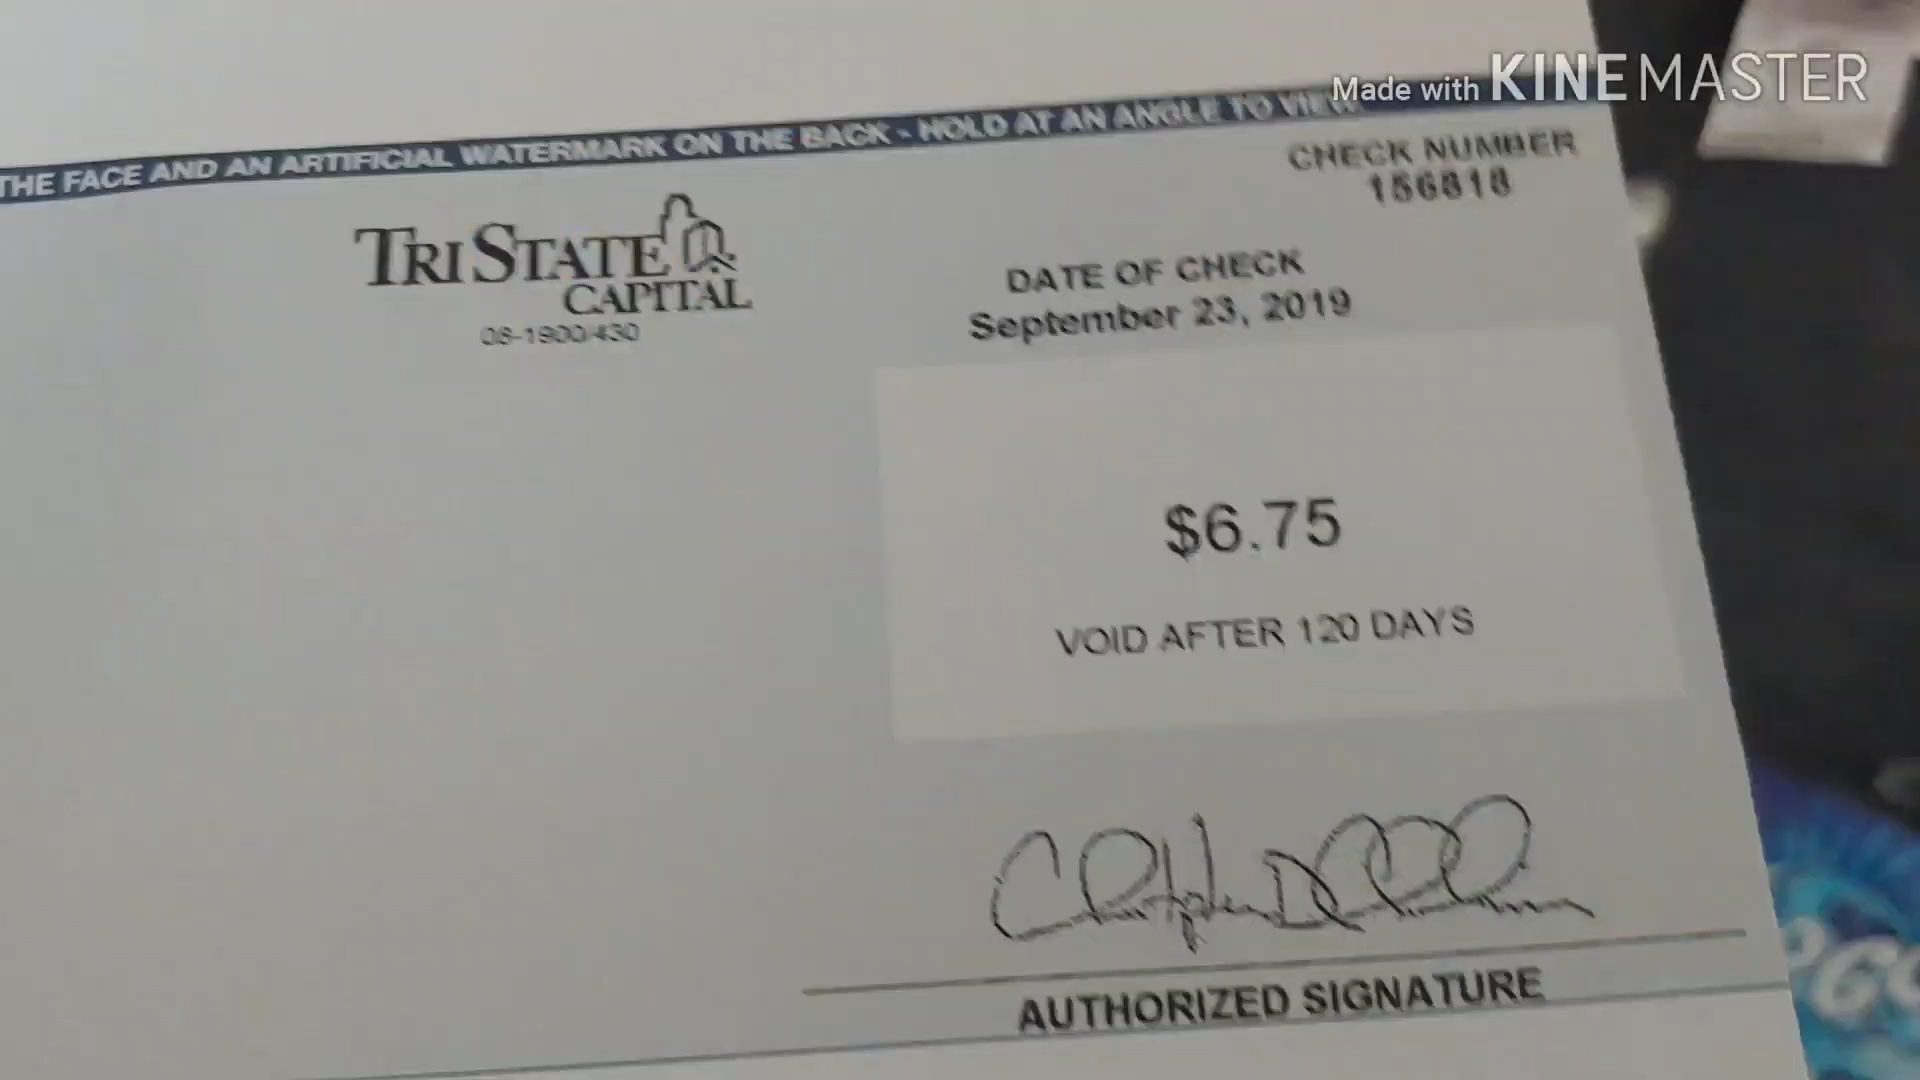 Made with KINEMASTER
THE FACE AND AN ARTIFICIAL WATERMARK ON THE BACK - HOLD AT AN ANGLE TO VIEW
CHECK NUMBER
156818
TRISTATE
CAPITAL
DATE OF CHECK
September 23, 2019
$6.75
VOID AFTER 120 DAYS
AUTHORIZED SIGNATURE